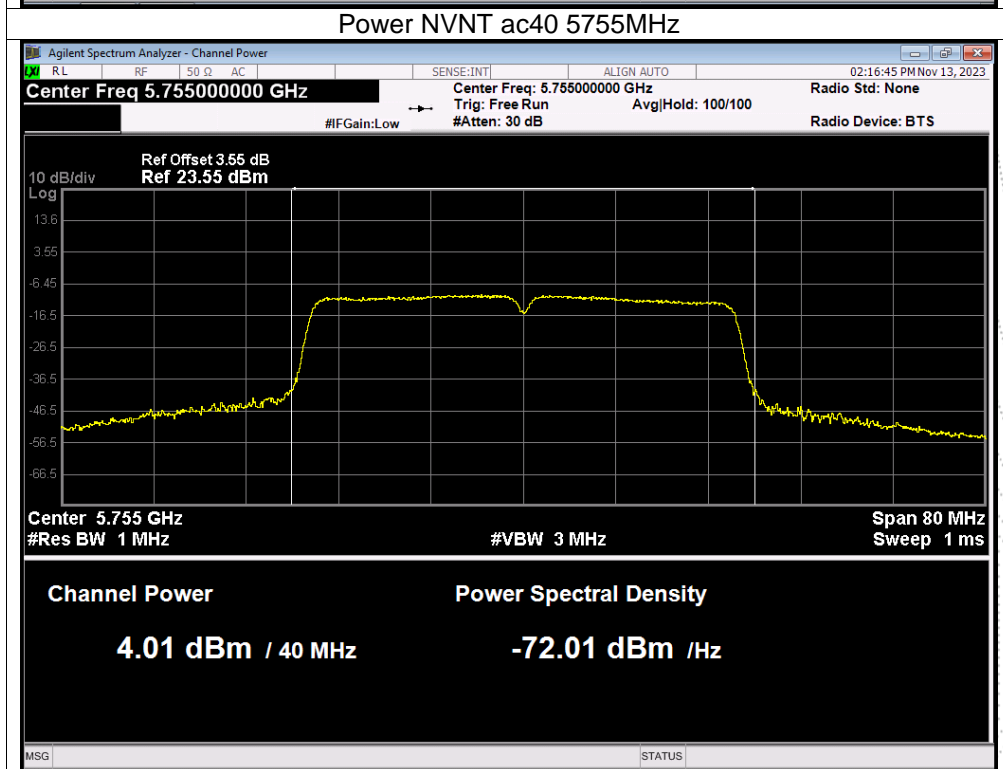 Power NVNT ac40 5755MHz
Agilent Spectrum Analyzer - Channel Power
LXI RL RF 50 Ω AC SENSE:INT ALIGN AUTO 02:16:45 PM Nov 13, 2023
Center Freq 5.755000000 GHz Center Freq: 5.755000000 GHz Radio Std: None
Trig: Free Run Avg|Hold: 100/100
#IFGain:Low #Atten: 30 dB Radio Device: BTS
Ref Offset 3.55 dB
10 dB/div Ref 23.55 dBm
Log
13.6
3.55
-6.45
-16.5
-26.5
-36.5
-46.5
-56.5
-66.5
Center 5.755 GHz Span 80 MHz
#Res BW 1 MHz #VBW 3 MHz Sweep 1 ms
Channel Power Power Spectral Density
4.01 dBm / 40 MHz -72.01 dBm /Hz
MSG STATUS